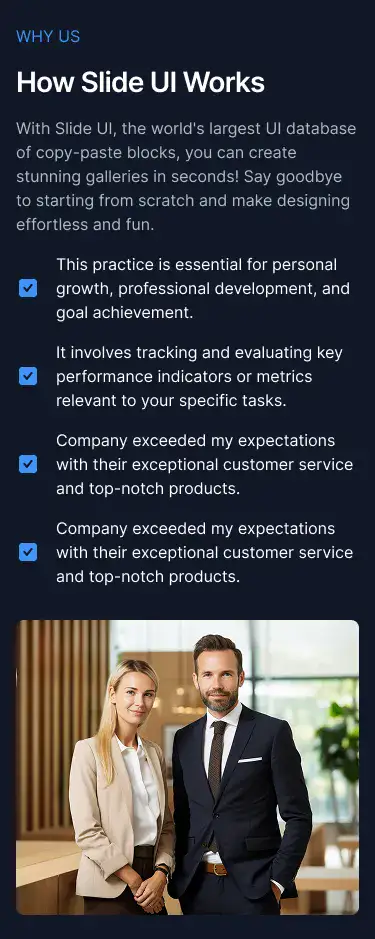 WHY US
How Slide UI Works
With Slide UI, the world's largest UI database
of copy-paste blocks, you can create
stunning galleries in seconds! Say goodbye
to starting from scratch and make designing
effortless and fun.
This practice is essential for personal
growth, professional development, and
goal achievement.
It involves tracking and evaluating key
performance indicators or metrics
relevant to your specific tasks.
Company exceeded my expectations
with their exceptional customer service
and top-notch products.
Company exceeded my expectations
with their exceptional customer service
and top-notch products.